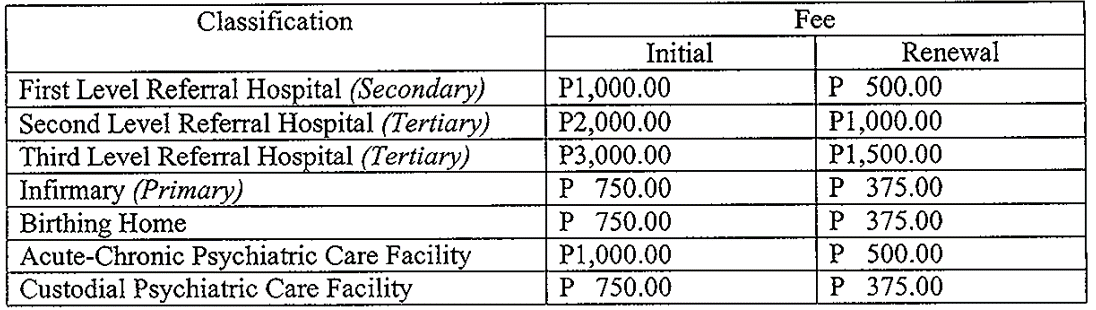 Classification Fee
Initial Renewal
First Level Referral Hospital (Secondary) P1,000.00 P 500.00
Second Level Referral Hospital (Tertiary) P2,000.00 P1,000.00
Third Level Referral Hospital (Tertiary) P3,000.00 P1,500.00
Infirmary (Primary) P 750.00 P 375.00
Birthing Home P 750.00 P 375.00
Acute-Chronic Psychiatric Care Facility P1,000.00 P 500.00
Custodial Psychiatric Care Facility P 750.00 P 375.00